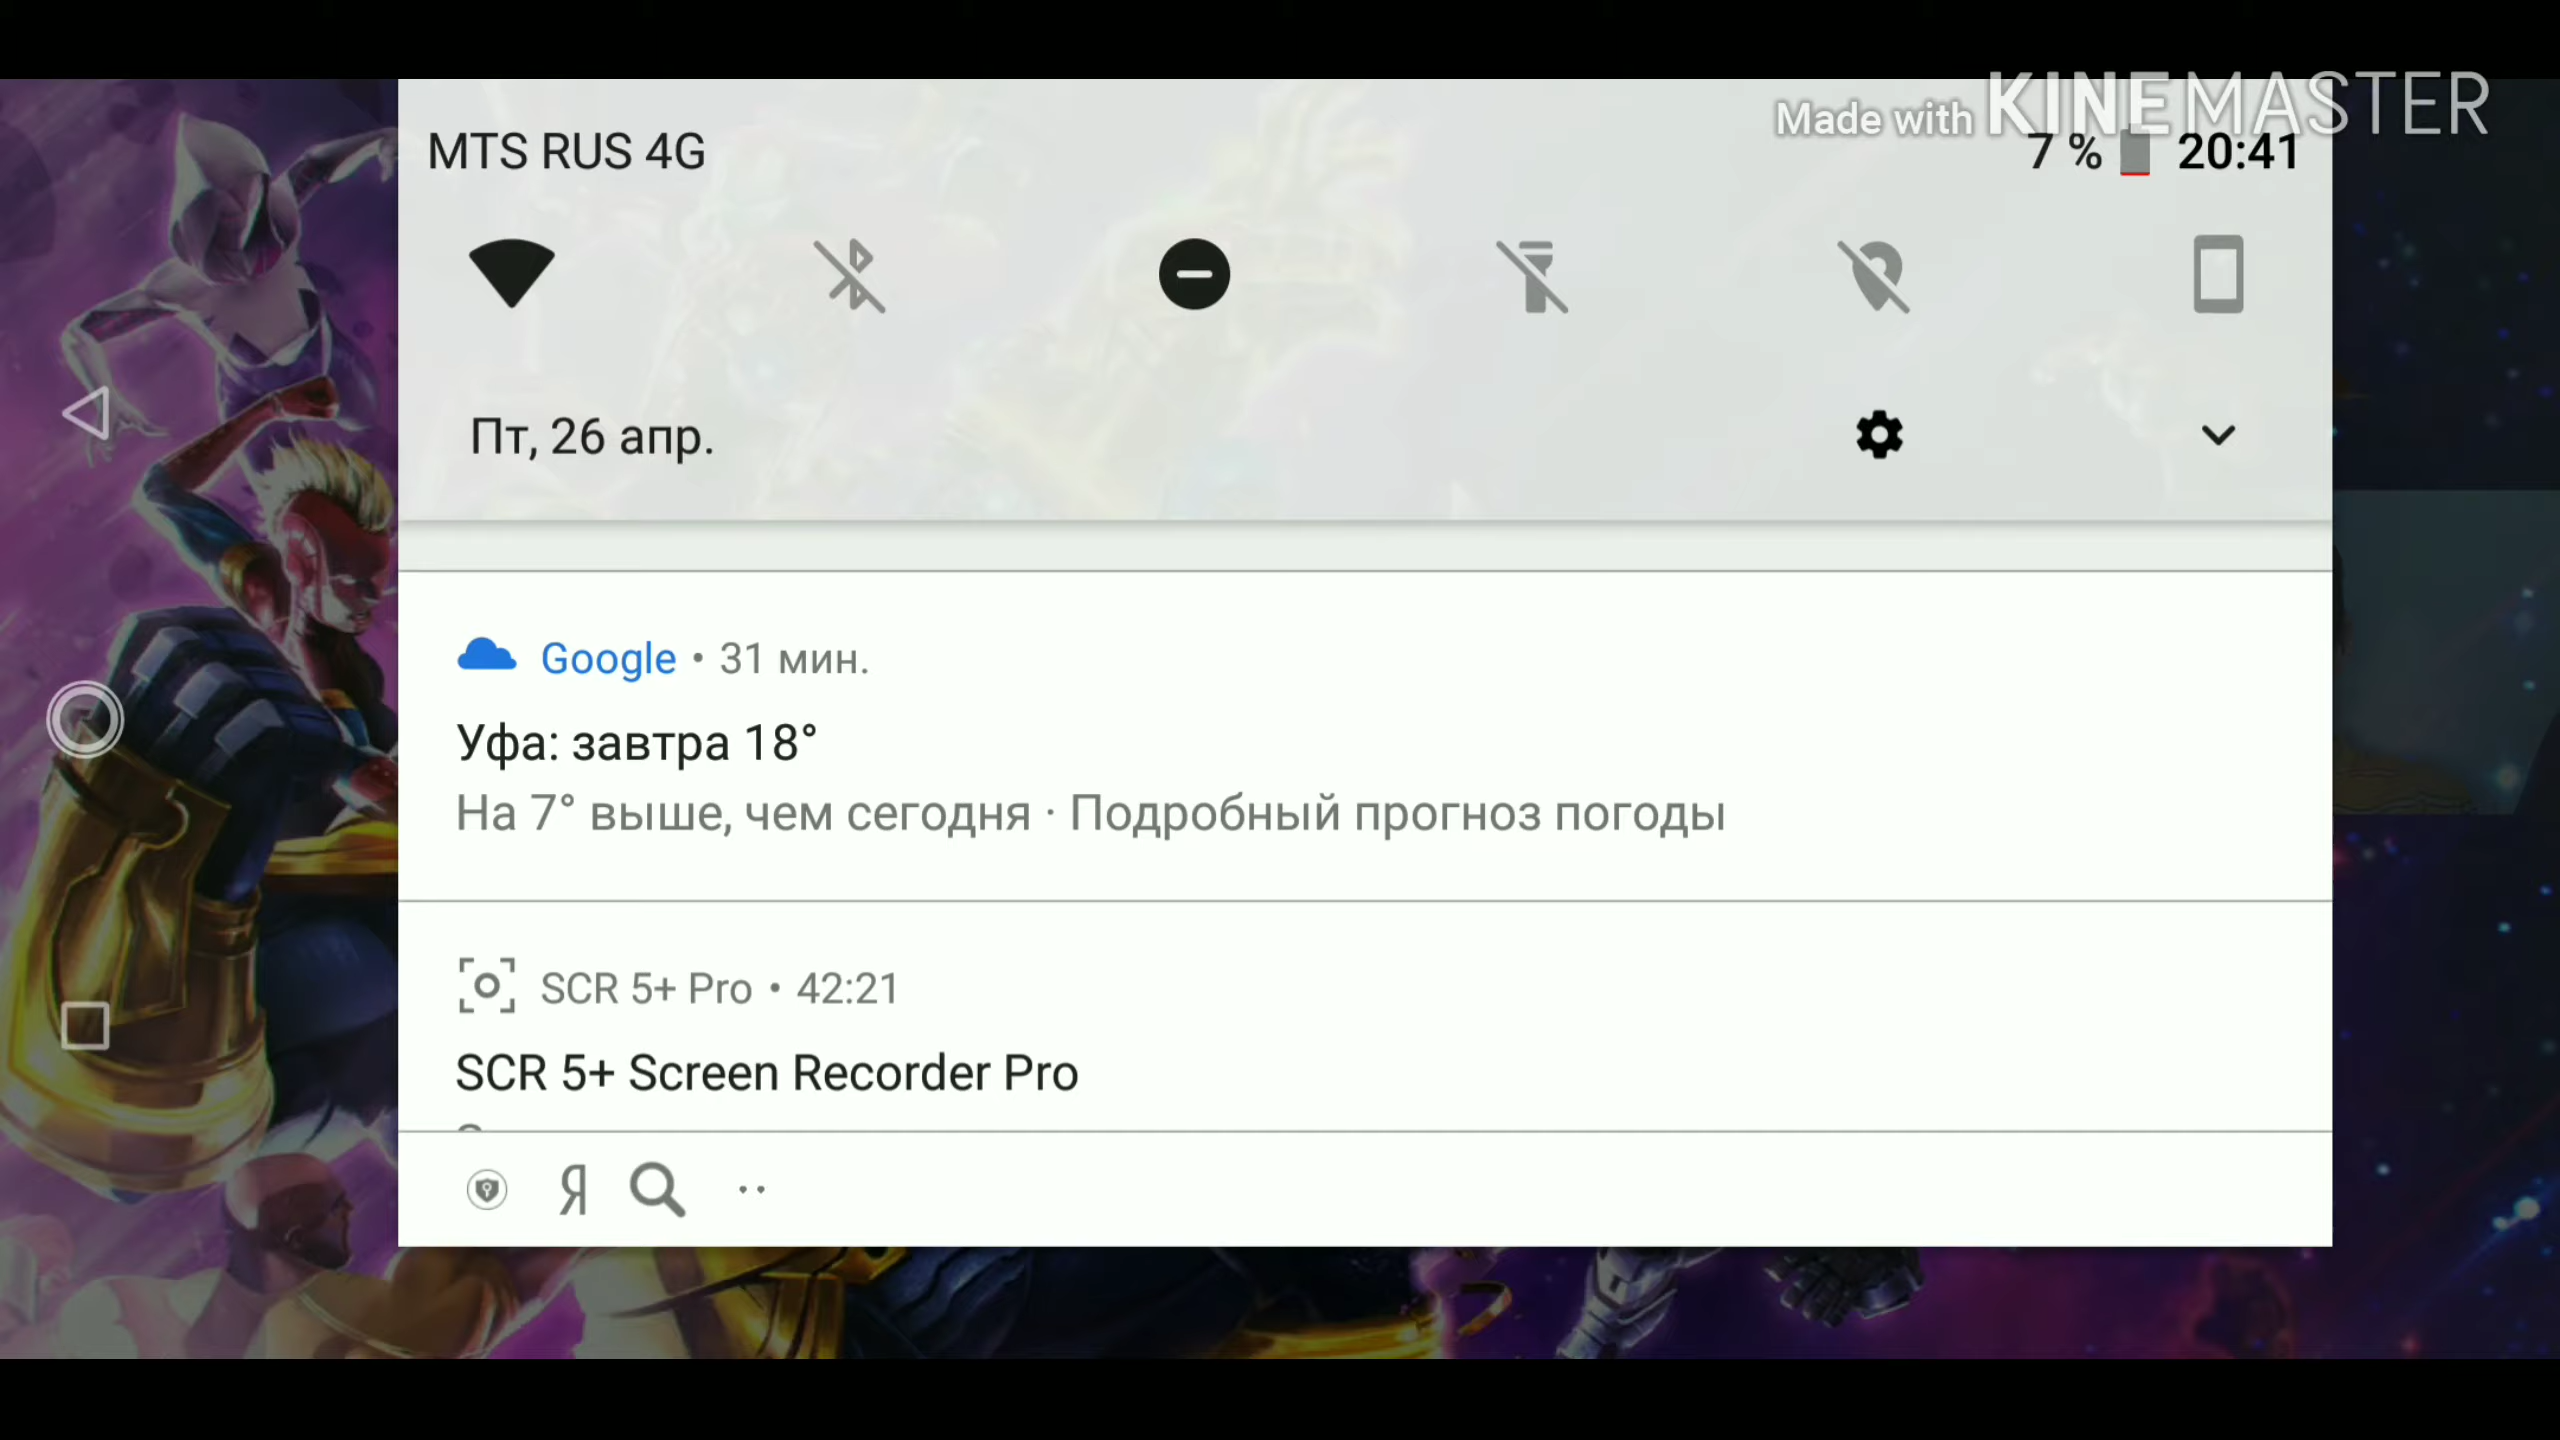 Made with KINEMASTER
MTS RUS 4G
7 % 20:41
Пт, 26 апр.
Google • 31 мин.
Уфа: завтра 18°
На 7° выше, чем сегодня · Подробный прогноз погоды
SCR 5+ Pro • 42:21
SCR 5+ Screen Recorder Pro
Я